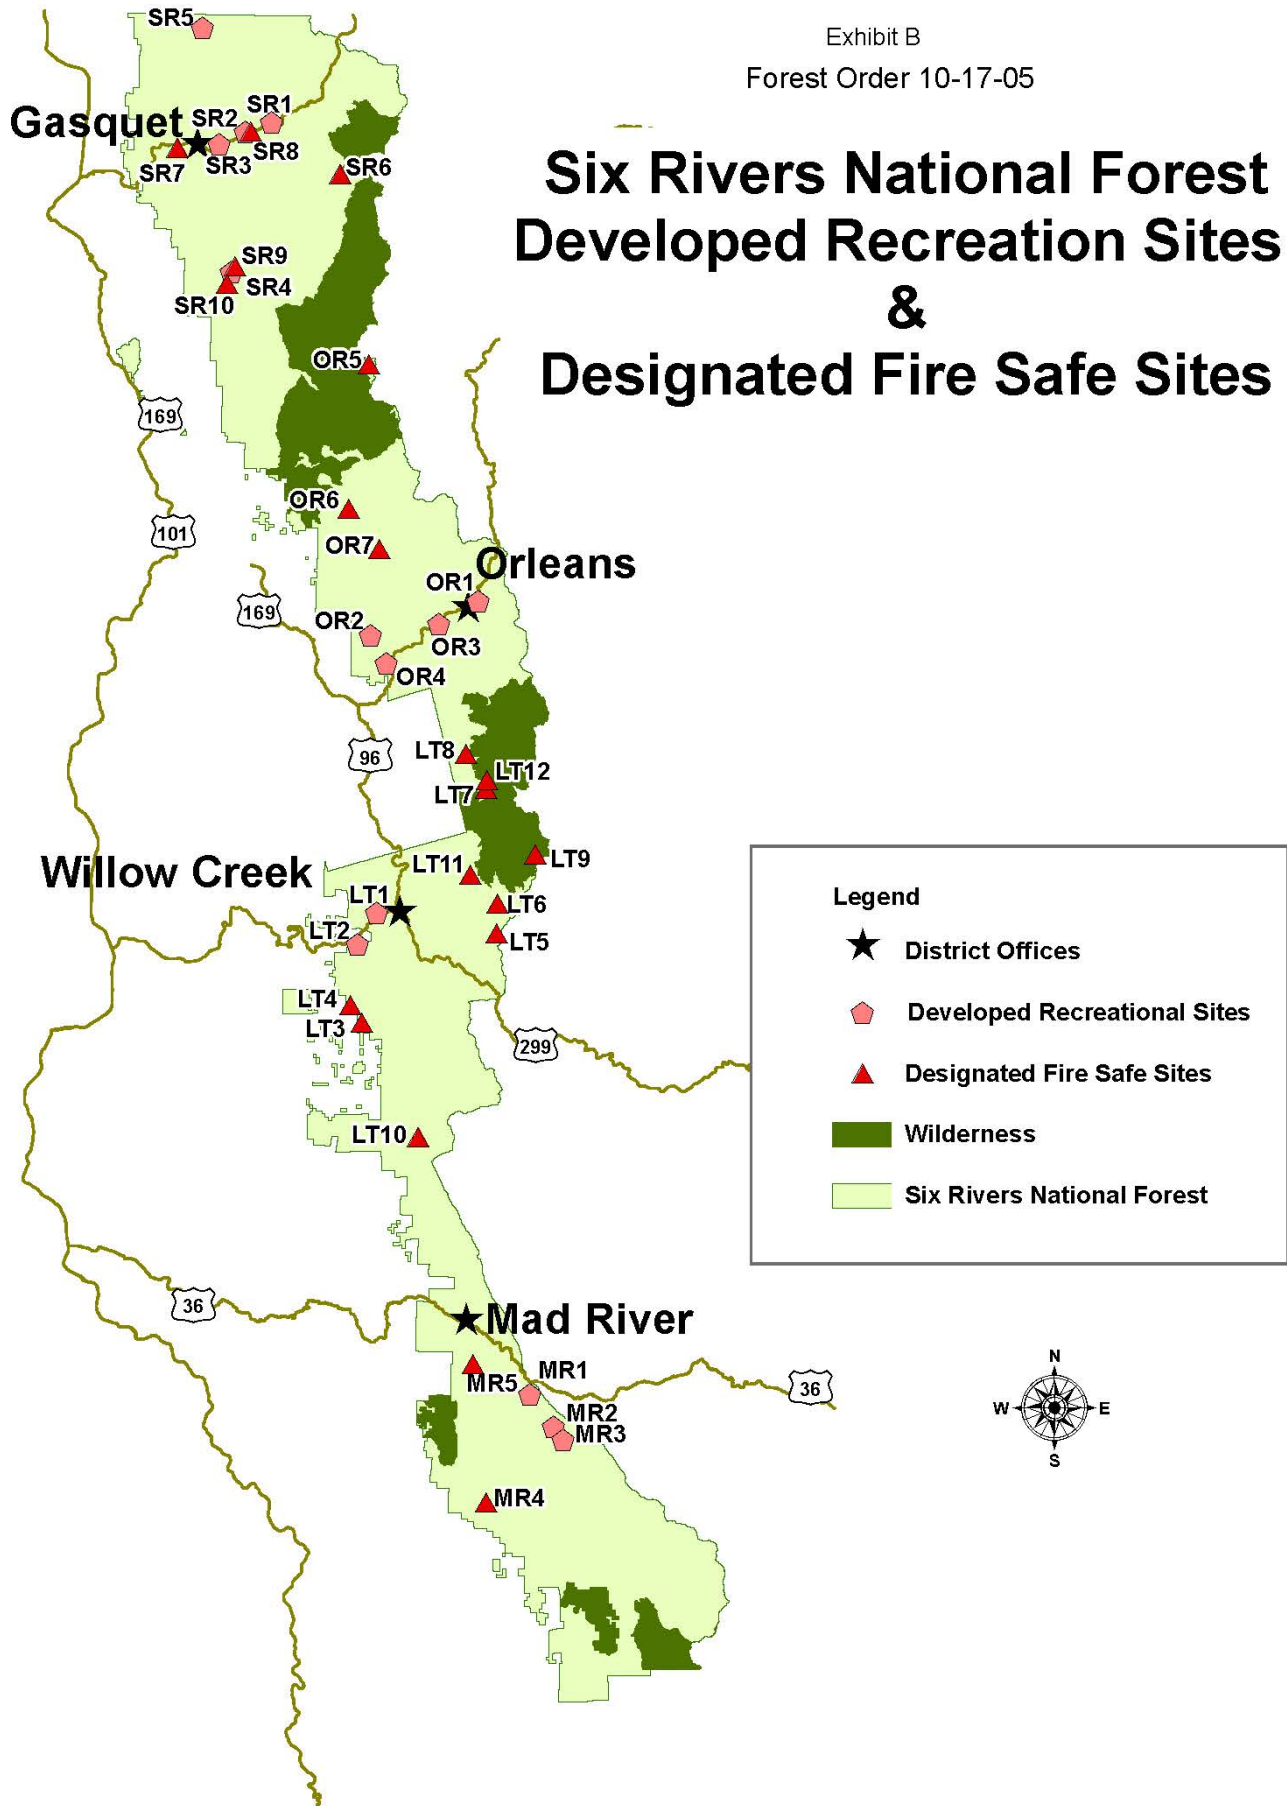 Exhibit B
Forest Order 10-17-05
Six Rivers National Forest
Developed Recreation Sites
&
Designated Fire Safe Sites
SR5
Gasquet
SR2
SR1
SR8
SR3
SR7
SR6
SR9
SR4
SR10
OR5
169
OR6
101
OR7
Orleans
OR1
169
OR2
OR3
OR4
LT8
96
LT12
LT7
LT9
LT11
Willow Creek
LT1
LT6
LT2
LT5
LT4
LT3
299
LT10
Legend
District Offices
Developed Recreational Sites
Designated Fire Safe Sites
Wilderness
Six Rivers National Forest
36
Mad River
MR1
MR5
36
MR2
MR3
MR4
N
W
E
S